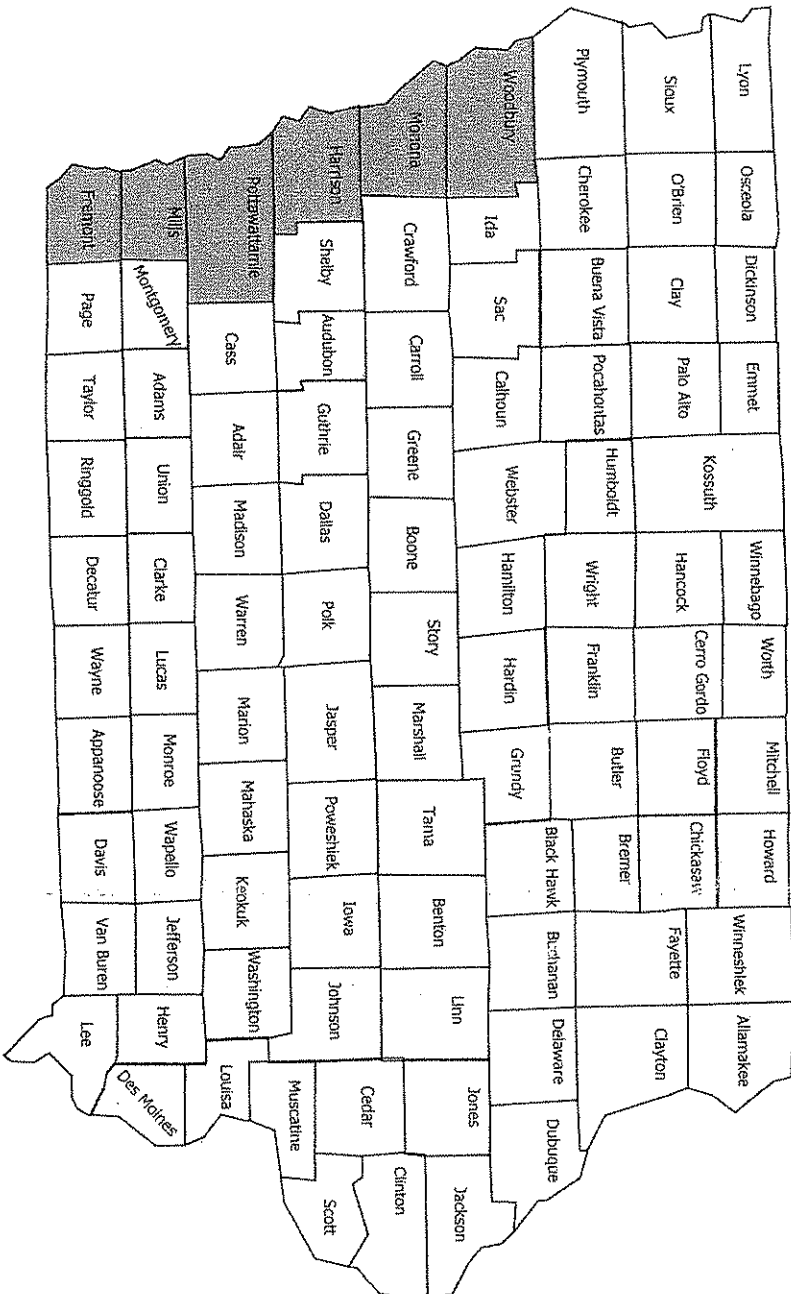 Lyon
Osceola
Dickinson
Emmet
Kossuth
Winnebago
Worth
Mitchell
Howard
Winneshiek
Allamakee
Sioux
O'Brien
Clay
Palo Alto
Hancock
Cerro Gordo
Floyd
Chickasaw
Fayette
Clayton
Plymouth
Cherokee
Buena Vista
Pocahontas
Humboldt
Wright
Franklin
Butler
Bremer
Woodbury
Ida
Sac
Calhoun
Webster
Hamilton
Hardin
Grundy
Black Hawk
Buchanan
Delaware
Dubuque
Monona
Crawford
Carroll
Greene
Boone
Story
Marshall
Tama
Benton
Linn
Jones
Jackson
Harrison
Shelby
Audubon
Guthrie
Dallas
Polk
Jasper
Poweshiek
Iowa
Johnson
Cedar
Clinton
Scott
Muscatine
Pottawattamie
Cass
Adair
Madison
Warren
Marion
Mahaska
Keokuk
Washington
Louisa
Mills
Montgomery
Adams
Union
Clarke
Lucas
Monroe
Wapello
Jefferson
Henry
Des Moines
Fremont
Page
Taylor
Ringgold
Decatur
Wayne
Appanoose
Davis
Van Buren
Lee